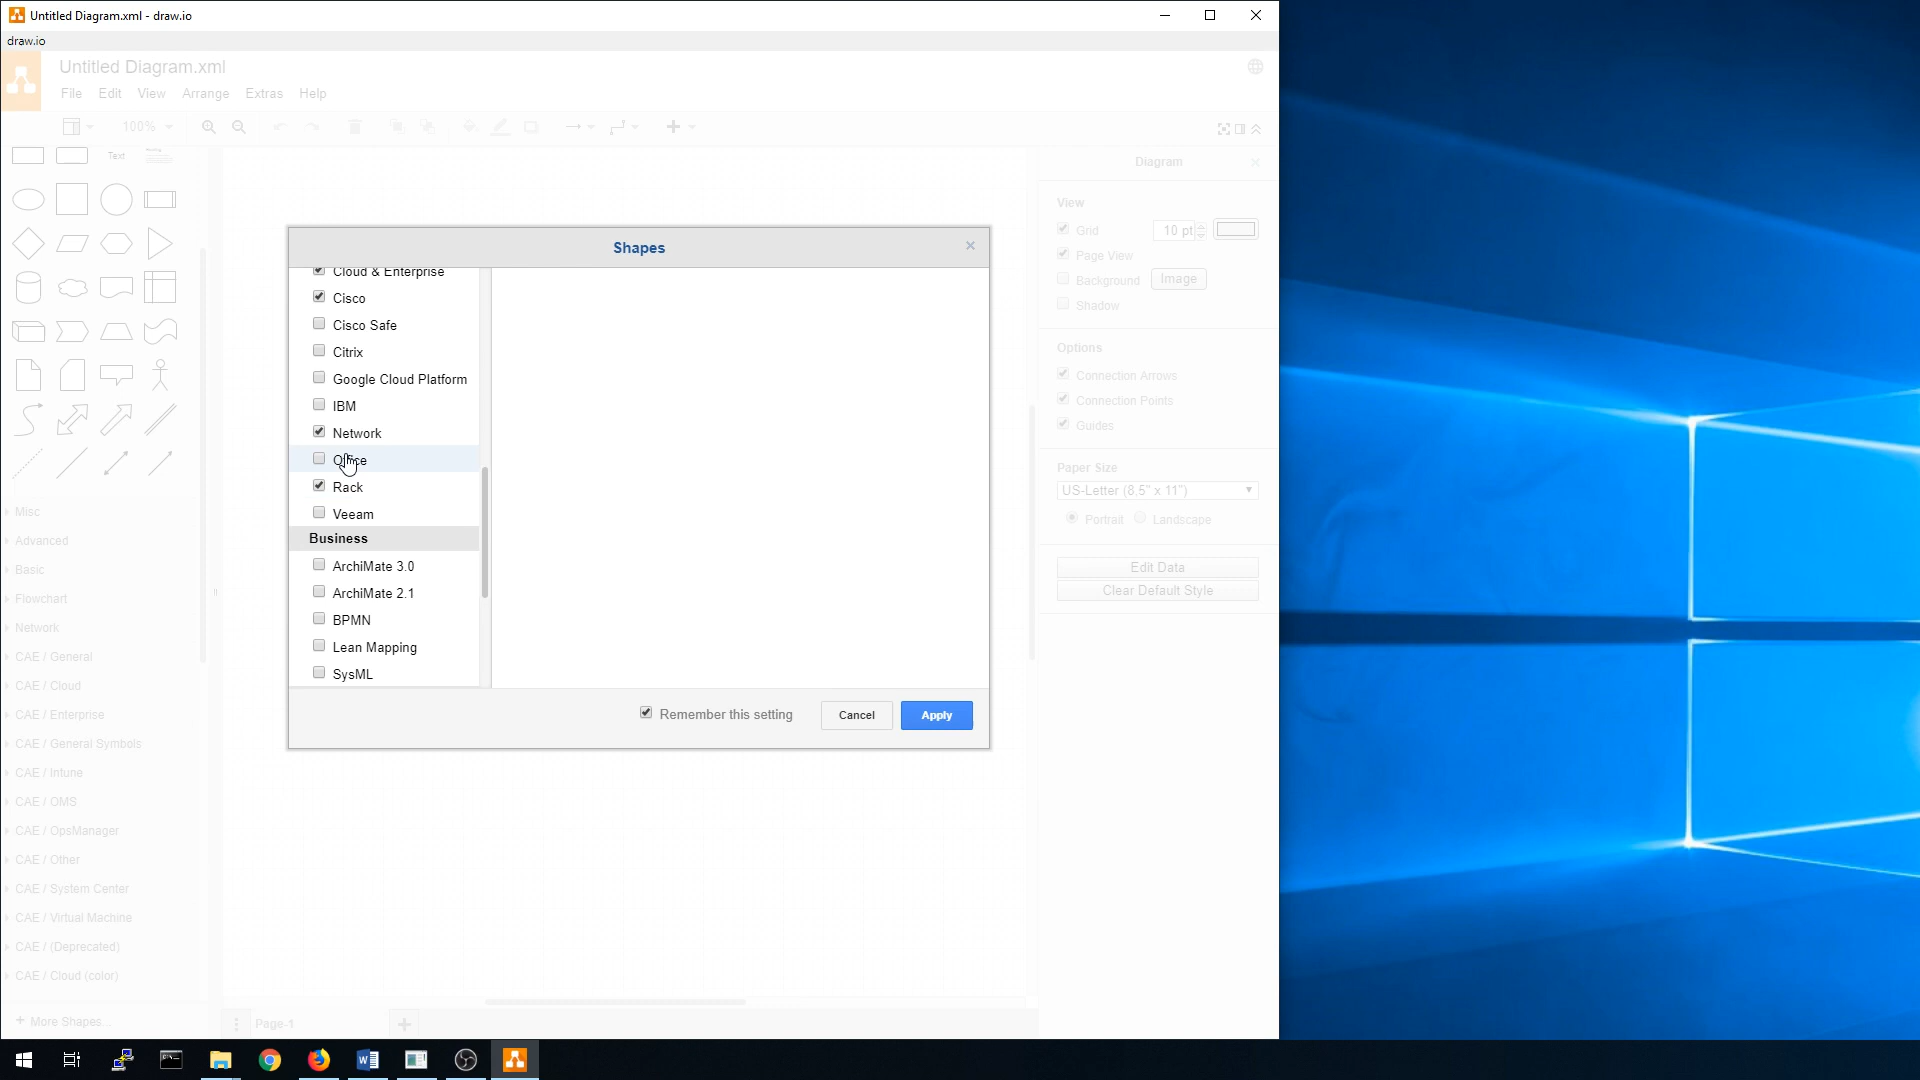 Untitled Diagram.xml - draw.io
draw.io
Untitled Diagram.xml
File Edit View Arrange Extras Help
100%
Text
Misc
Advanced
Basic
Flowchart
Network
CAE / General
CAE / Cloud
CAE / Enterprise
CAE / General Symbols
CAE / Intune
CAE / OMS
CAE / OpsManager
CAE / Other
CAE / System Center
CAE / Virtual Machine
CAE / (Deprecated)
CAE / Cloud (color)
+ More Shapes...
Shapes
Cloud & Enterprise
Cisco
Cisco Safe
Citrix
Google Cloud Platform
IBM
Network
Office
Rack
Veeam
Business
ArchiMate 3.0
ArchiMate 2.1
BPMN
Lean Mapping
SysML
Remember this setting
Cancel
Apply
Diagram
View
Grid 10 pt
Page View
Background Image
Shadow
Options
Connection Arrows
Connection Points
Guides
Paper Size
US-Letter (8,5" x 11")
Portrait Landscape
Edit Data
Clear Default Style
Page-1